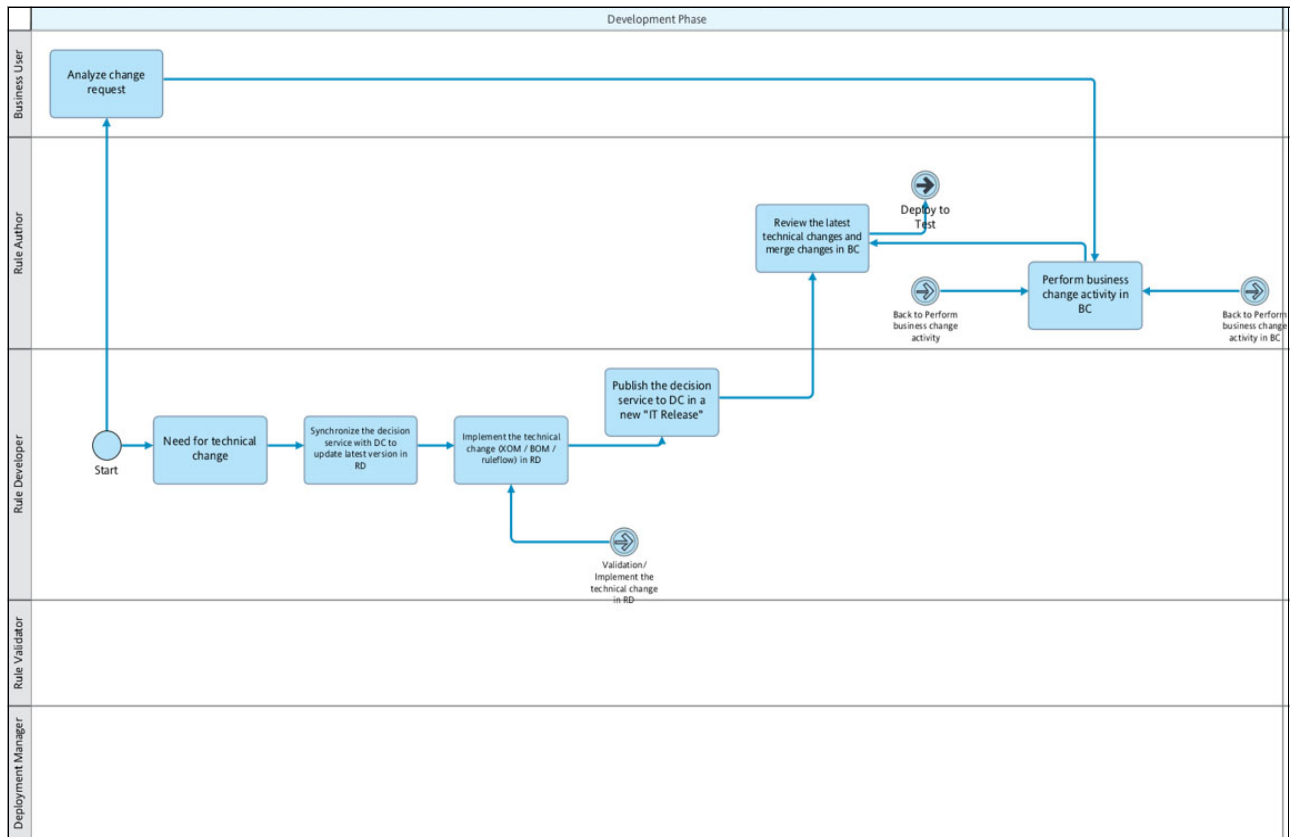 Development Phase
Business User
Analyze change
request
Rule Author
Deploy to
Test
Review the latest
technical changes and
merge changes in BC
Perform business
change activity in
BC
Back to Perform
business change
activity
Back to Perform
business change
activity in BC
Rule Developer
Start
Need for technical
change
Synchronize the decision
service with DC to
update latest version in
RD
Implement the technical
change (XOM / BOM /
ruleflow) in RD
Publish the decision
service to DC in a
new "IT Release"
Validation/
Implement the
technical change
in RD
Rule Validator
Deployment Manager